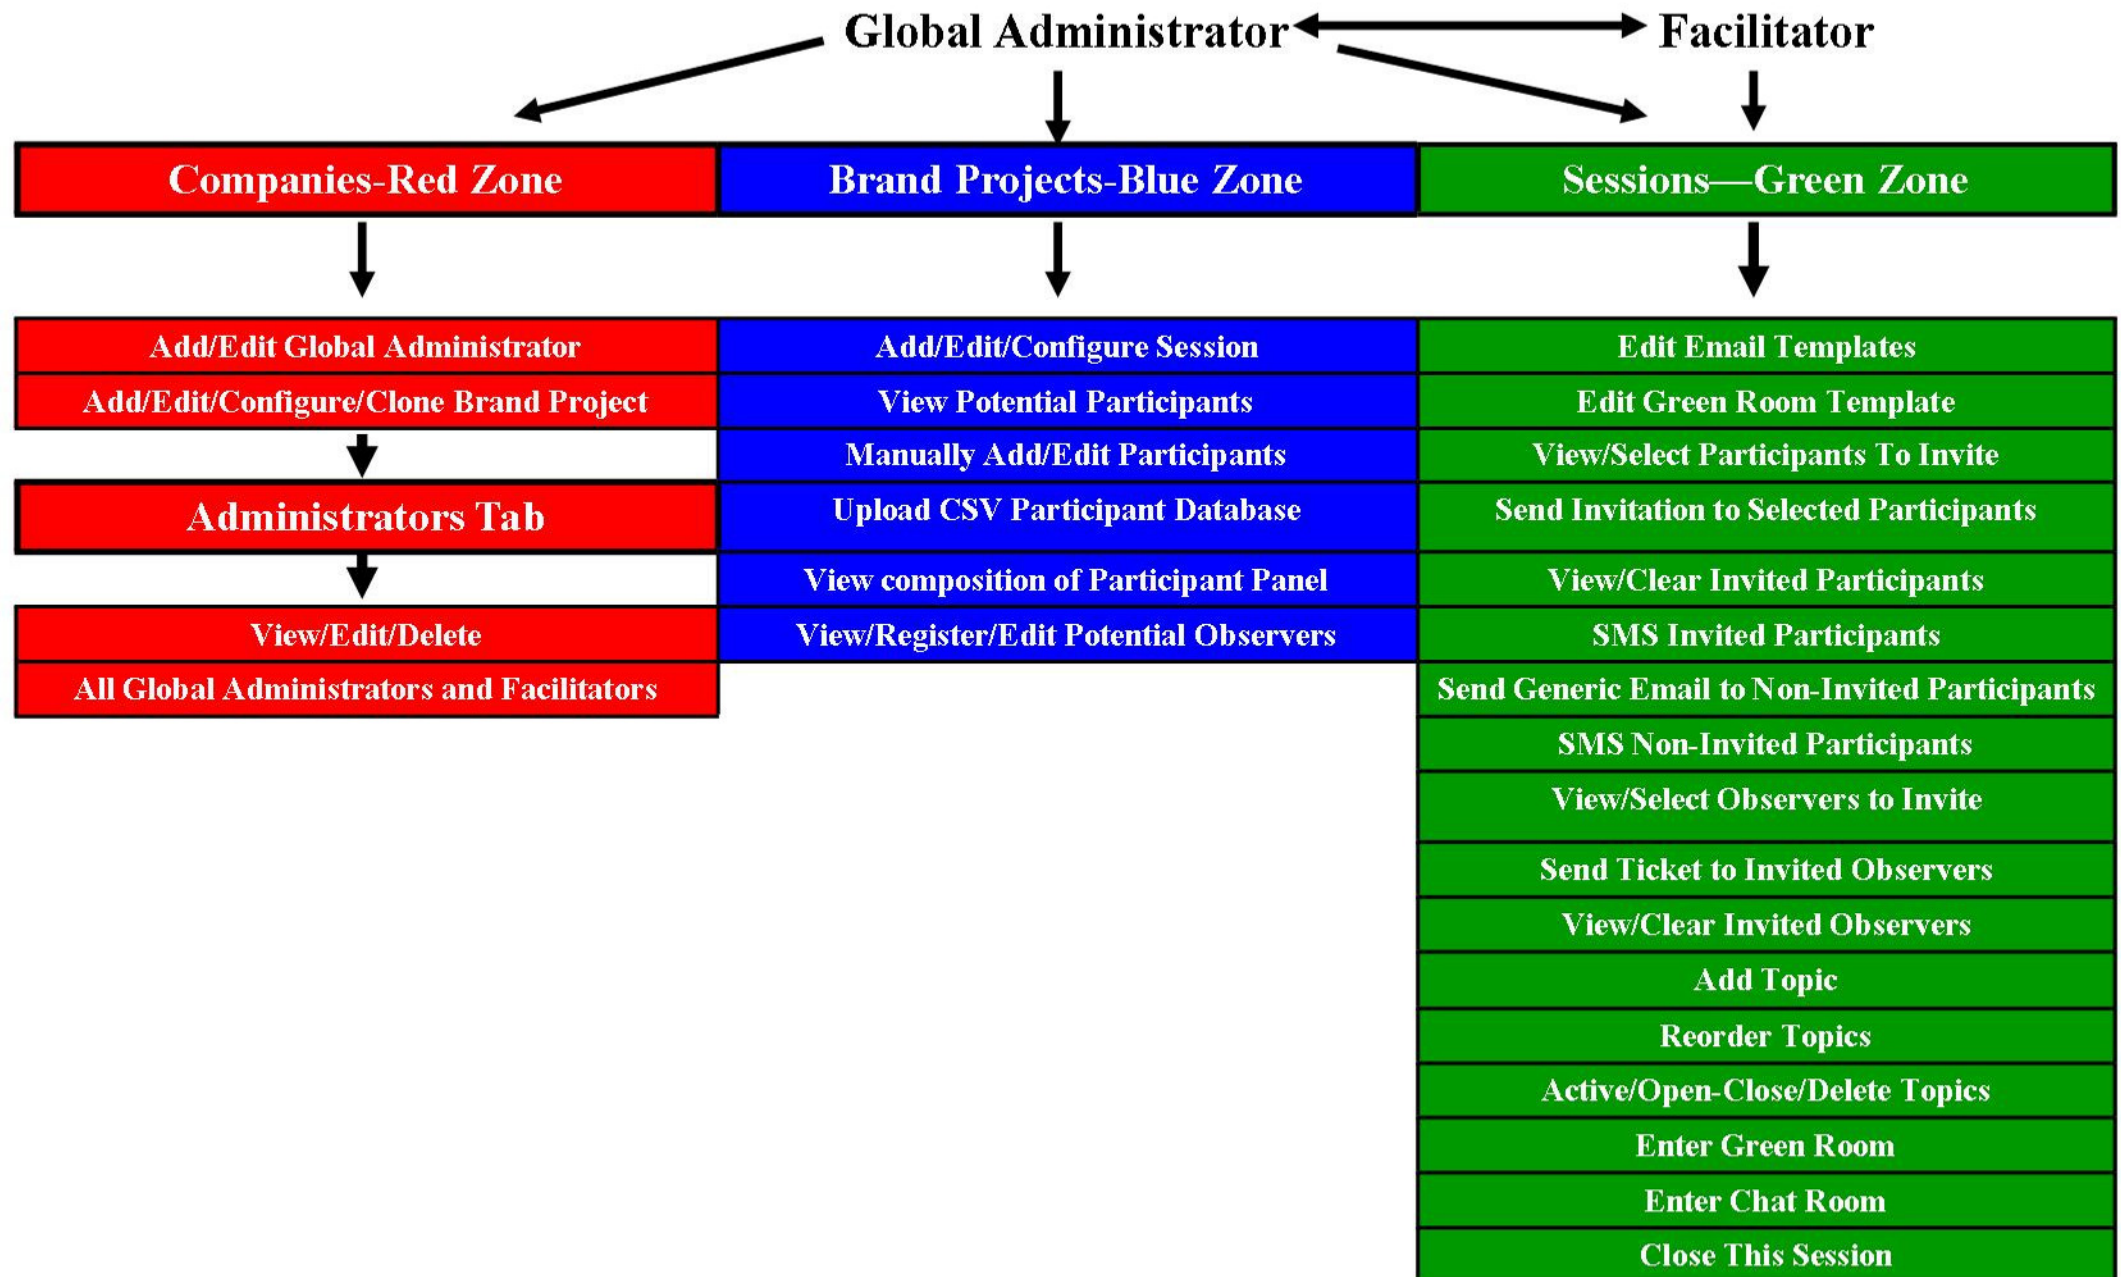 Global Administrator
Facilitator
Companies-Red Zone
Brand Projects-Blue Zone
Sessions—Green Zone
Add/Edit Global Administrator
Add/Edit/Configure/Clone Brand Project
Administrators Tab
View/Edit/Delete
All Global Administrators and Facilitators
Add/Edit/Configure Session
View Potential Participants
Manually Add/Edit Participants
Upload CSV Participant Database
View composition of Participant Panel
View/Register/Edit Potential Observers
Edit Email Templates
Edit Green Room Template
View/Select Participants To Invite
Send Invitation to Selected Participants
View/Clear Invited Participants
SMS Invited Participants
Send Generic Email to Non-Invited Participants
SMS Non-Invited Participants
View/Select Observers to Invite
Send Ticket to Invited Observers
View/Clear Invited Observers
Add Topic
Reorder Topics
Active/Open-Close/Delete Topics
Enter Green Room
Enter Chat Room
Close This Session